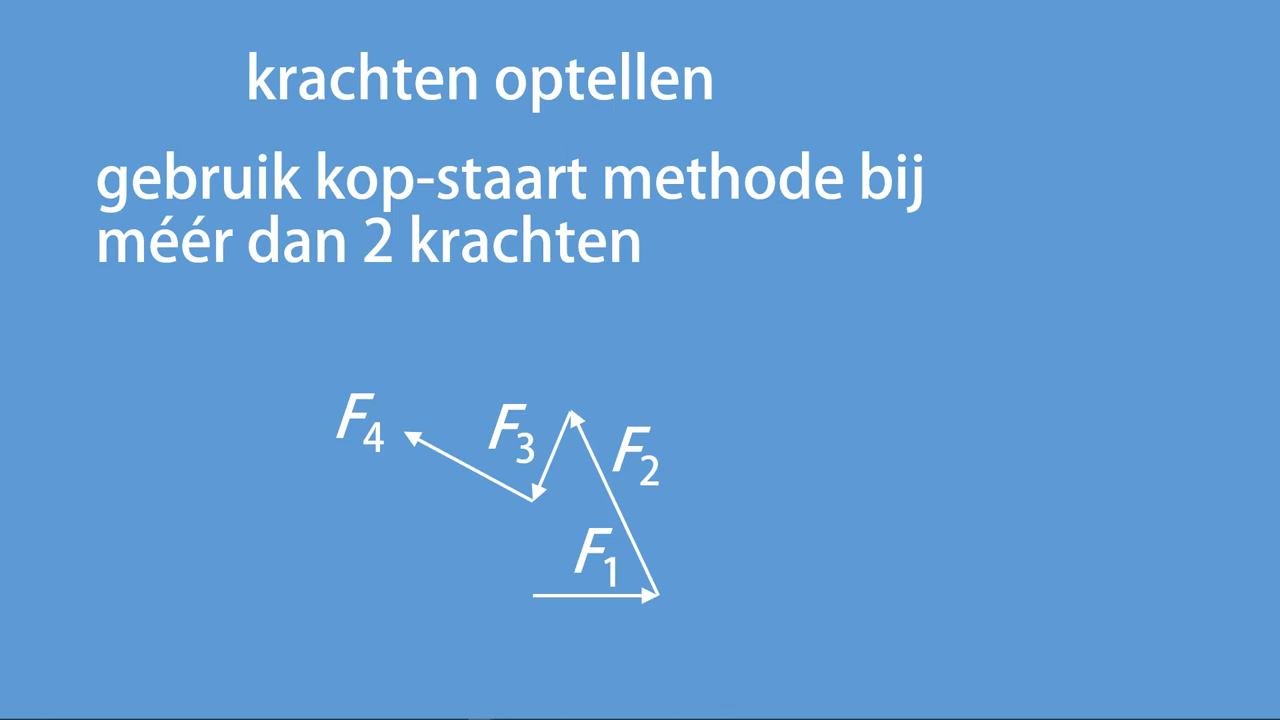 krachten optellen
gebruik kop-staart methode bij
méér dan 2 krachten
F4
F3
F2
F1